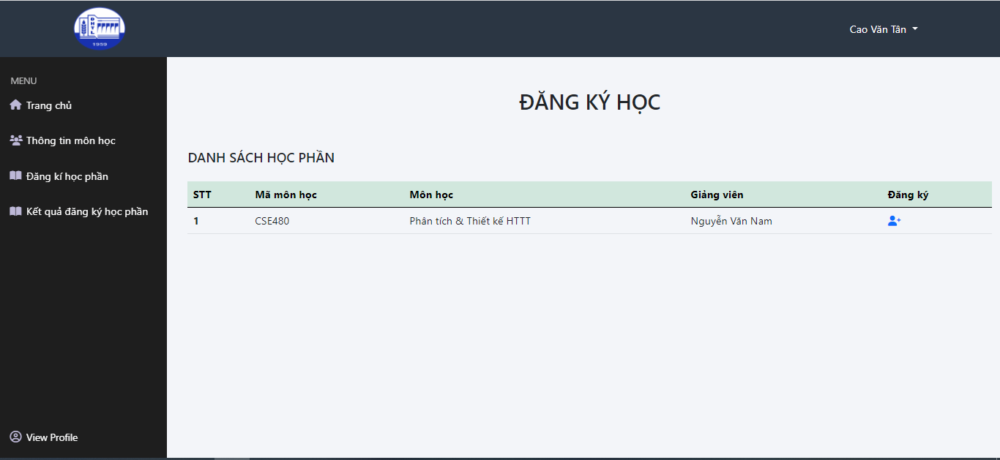 ĐHTL
1959
Cao Văn Tân
MENU
Trang chủ
Thông tin môn học
Đăng kí học phần
Kết quả đăng ký học phần
View Profile
ĐĂNG KÝ HỌC
DANH SÁCH HỌC PHẦN
STT Mã môn học Môn học Giảng viên Đăng ký
1 CSE480 Phân tích & Thiết kế HTTT Nguyễn Văn Nam